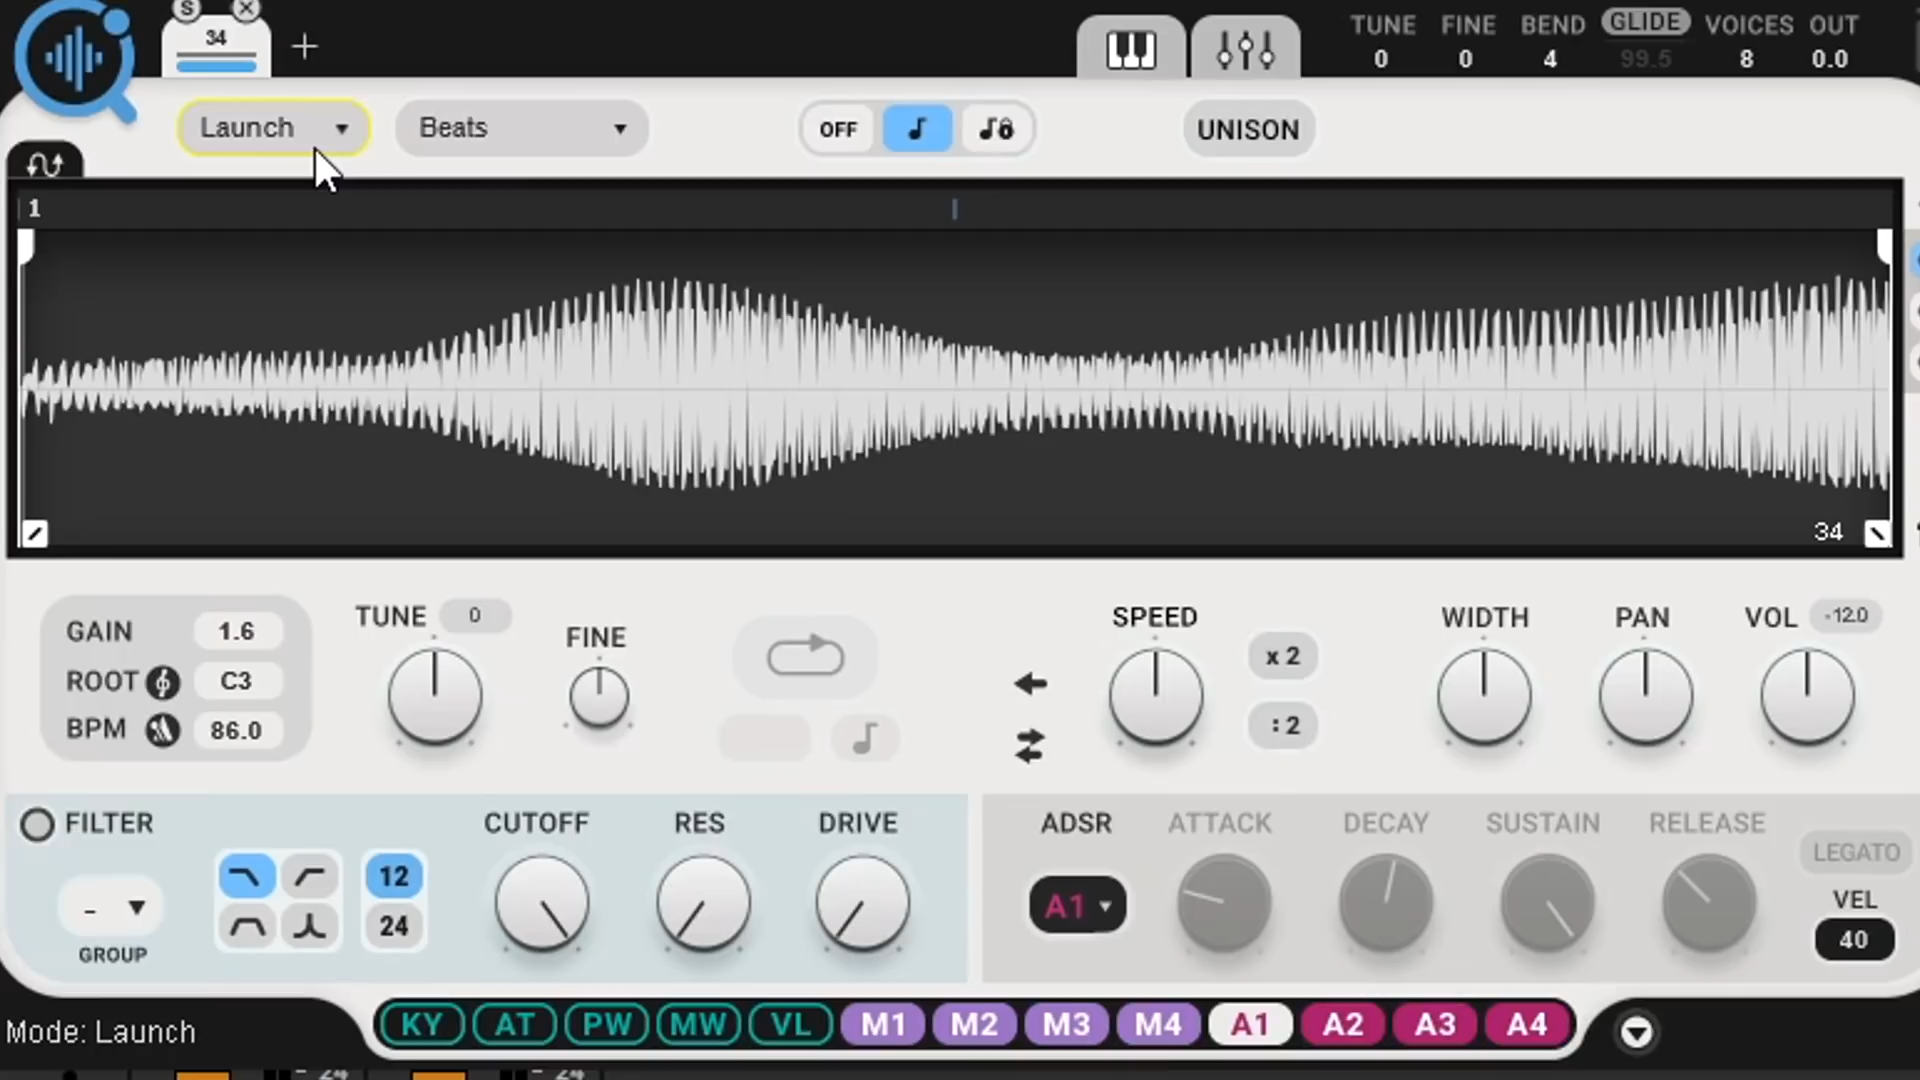 S X
34 +
TUNE FINE BEND GLIDE VOICES OUT
0 0 4 99.5 8 0.0
Launch Beats OFF UNISON
1
34
GAIN 1.6 TUNE 0 FINE SPEED WIDTH PAN VOL -12.0
ROOT C3 x 2
BPM 86.0 : 2
FILTER CUTOFF RES DRIVE ADSR ATTACK DECAY SUSTAIN RELEASE
LEGATO
12 A1 VEL
- 24 40
GROUP
Mode: Launch KY AT PW MW VL M1 M2 M3 M4 A1 A2 A3 A4